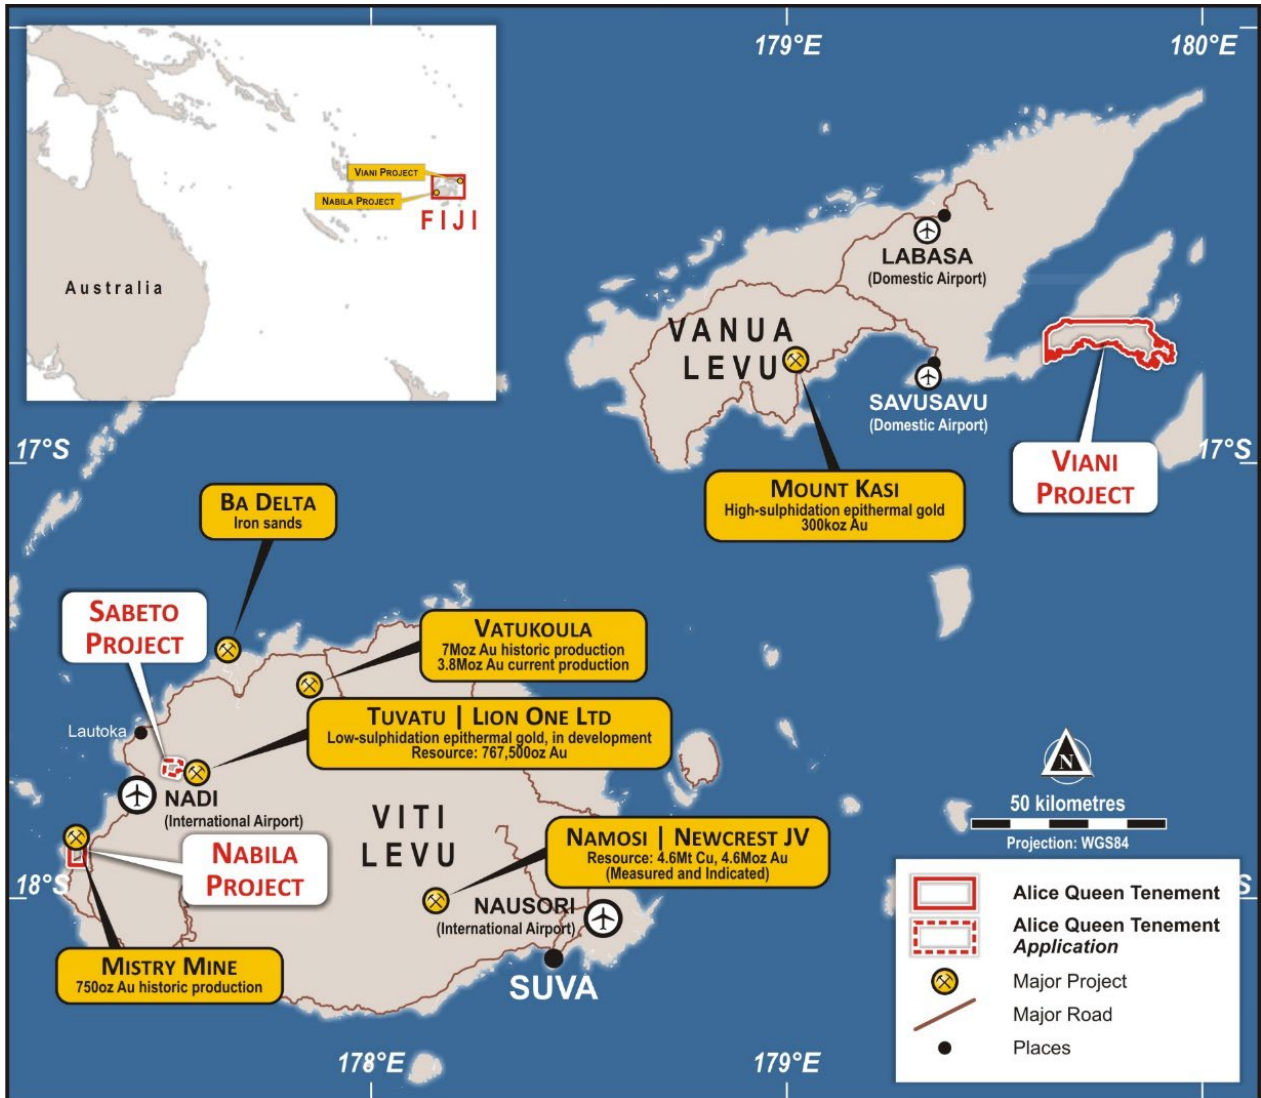 179°E
180°E
VIANI PROJECT
NABILA PROJECT
FIJI
Australia
LABASA
(Domestic Airport)
VANUA
LEVU
SAVUSAVU
(Domestic Airport)
17°S
17°S
VIANI
PROJECT
MOUNT KASI
High-sulphidation epithermal gold
300koz Au
BA DELTA
Iron sands
SABETO
PROJECT
VATUKOULA
7Moz Au historic production
3.8Moz Au current production
TUVATU | LION ONE LTD
Low-sulphidation epithermal gold, in development
Resource: 767,500oz Au
Lautoka
NADI
(International Airport)
VITI
LEVU
NABILA
PROJECT
NAMOSI | NEWCREST JV
Resource: 4.6Mt Cu, 4.6Moz Au
(Measured and Indicated)
18°S
NAUSORI
(International Airport)
MISTRY MINE
750oz Au historic production
SUVA
N
50 kilometres
Projection: WGS84
S
Alice Queen Tenement
Alice Queen Tenement
Application
Major Project
Major Road
Places
178°E
179°E